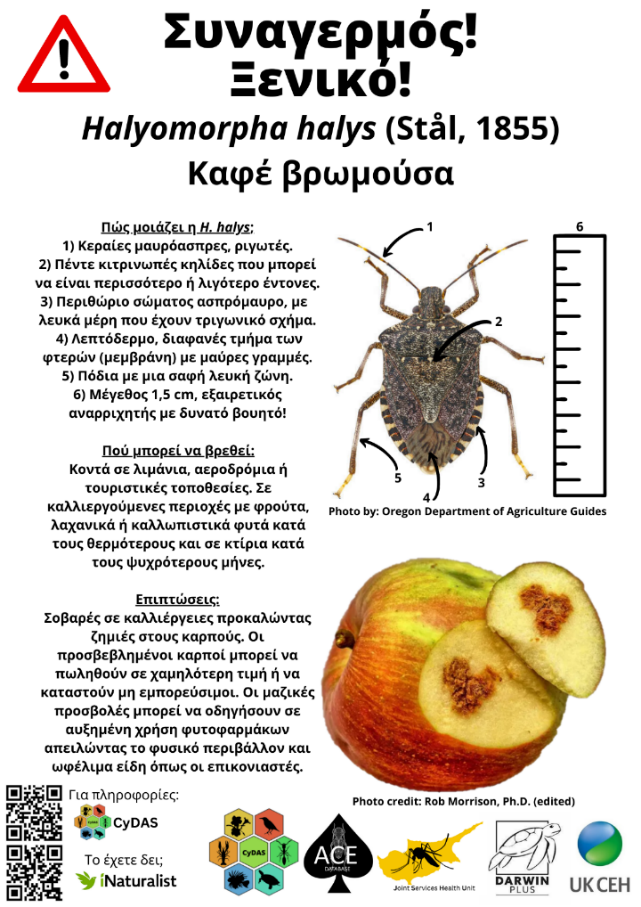 Συναγερμός!
Ξενικό!
Halyomorpha halys (Stål, 1855)
Καφέ βρωμούσα
Πώς μοιάζει η H. halys;
1) Κεραίες μαυρόασπρες, ριγωτές.
2) Πέντε κιτρινωπές κηλίδες που μπορεί
να είναι περισσότερο ή λιγότερο έντονες.
3) Περιθώριο σώματος ασπρόμαυρο, με
λευκά μέρη που έχουν τριγωνικό σχήμα.
4) Λεπτόδερμο, διαφανές τμήμα των
φτερών (μεμβράνη) με μαύρες γραμμές.
5) Πόδια με μια σαφή λευκή ζώνη.
6) Μέγεθος 1,5 cm, εξαιρετικός
αναρριχητής με δυνατό βουητό!
1
2
3
4
5
6
Photo by: Oregon Department of Agriculture Guides
Πού μπορεί να βρεθεί:
Κοντά σε λιμάνια, αεροδρόμια ή
τουριστικές τοποθεσίες. Σε
καλλιεργούμενες περιοχές με φρούτα,
λαχανικά ή καλλωπιστικά φυτά κατά
τους θερμότερους και σε κτίρια κατά
τους ψυχρότερους μήνες.
Επιπτώσεις:
Σοβαρές σε καλλιέργειες προκαλώντας
ζημιές στους καρπούς. Οι
προσβεβλημένοι καρποί μπορεί να
πωληθούν σε χαμηλότερη τιμή ή να
καταστούν μη εμπορεύσιμοι. Οι μαζικές
προσβολές μπορεί να οδηγήσουν σε
αυξημένη χρήση φυτοφαρμάκων
απειλώντας το φυσικό περιβάλλον και
ωφέλιμα είδη όπως οι επικονιαστές.
Photo credit: Rob Morrison, Ph.D. (edited)
Για πληροφορίες:
CyDAS
Το έχετε δει;
iNaturalist
CyDAS
ACE
DATABASE
Joint Services Health Unit
DARWIN
PLUS
UK CEH